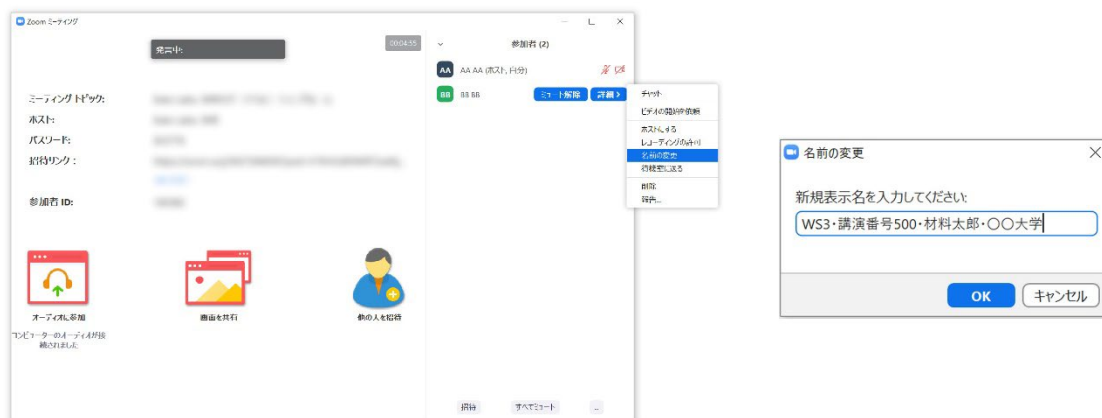 Zoom ミーティング
発言中:
00:04:55
参加者 (2)
AA AA AA (ホスト, 自分)
BB BB BB ミュート解除 詳細 >
チャット
ビデオの開始を依頼
ホストにする
レコーディングの許可
名前の変更
待機室に送る
削除
報告...
ミーティング トピック:
ホスト:
パスワード:
招待リンク:
参加者 ID:
オーディオに参加
コンピューターのオーディオが接
続されました
画面を共有
他の人を招待
招待 すべてミュート ...
名前の変更
新規表示名を入力してください:
WS3・講演番号500・材料太郎・〇〇大学
OK キャンセル